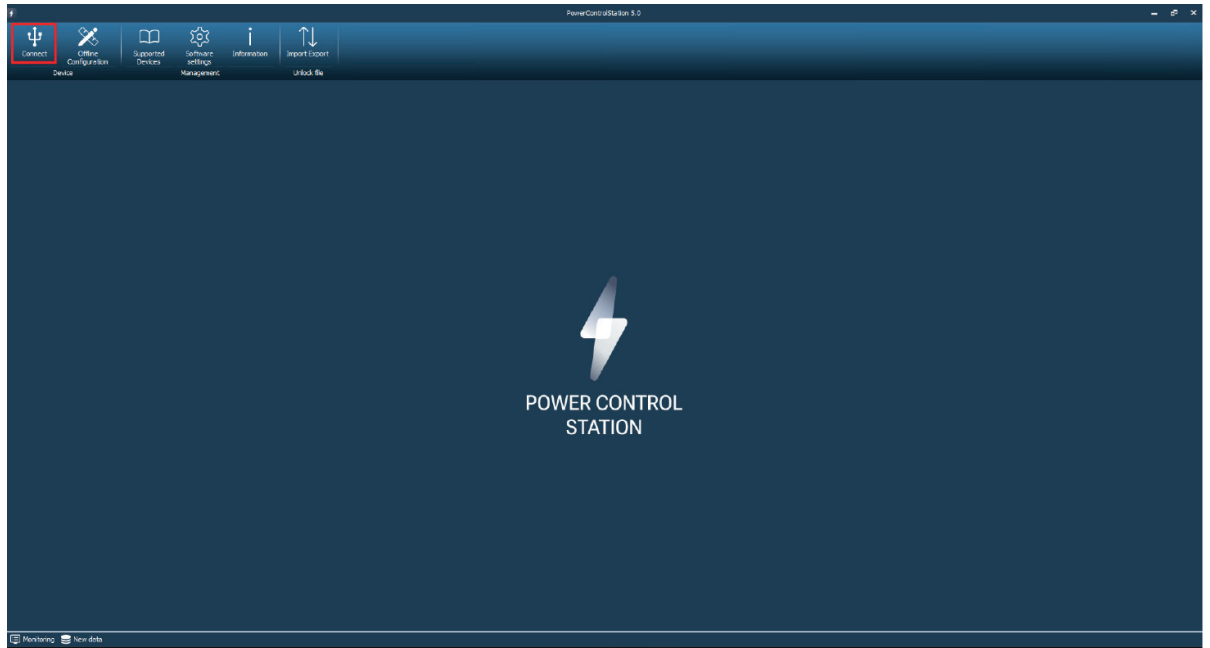 PowerControlStation 5.0
Connect
Offline
Configuration
Supported
Devices
Software
settings
Information
Import Export
Device
Management
Unlock file
POWER CONTROL
STATION
Monitoring
New data